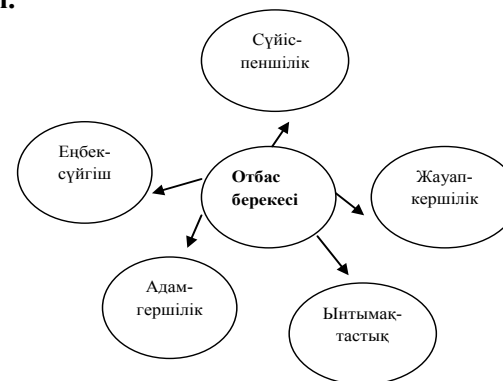 І.
Сүйіс-
пеншілік
Еңбек-
сүйгіш
Отбас
берекесі
Жауап-
кершілік
Адам-
гершілік
Ынтымақ-
тастық